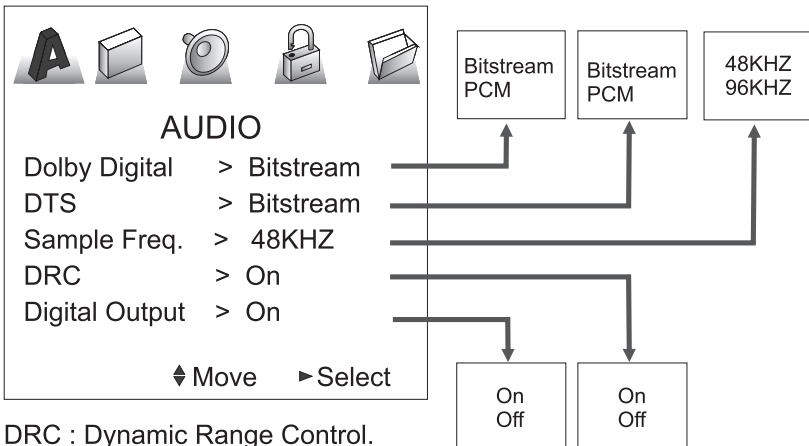 A
AUDIO
Dolby Digital > Bitstream
DTS > Bitstream
Sample Freq. > 48KHZ
DRC > On
Digital Output > On
Move Select
Bitstream
PCM
Bitstream
PCM
48KHZ
96KHZ
On
Off
On
Off
DRC : Dynamic Range Control.